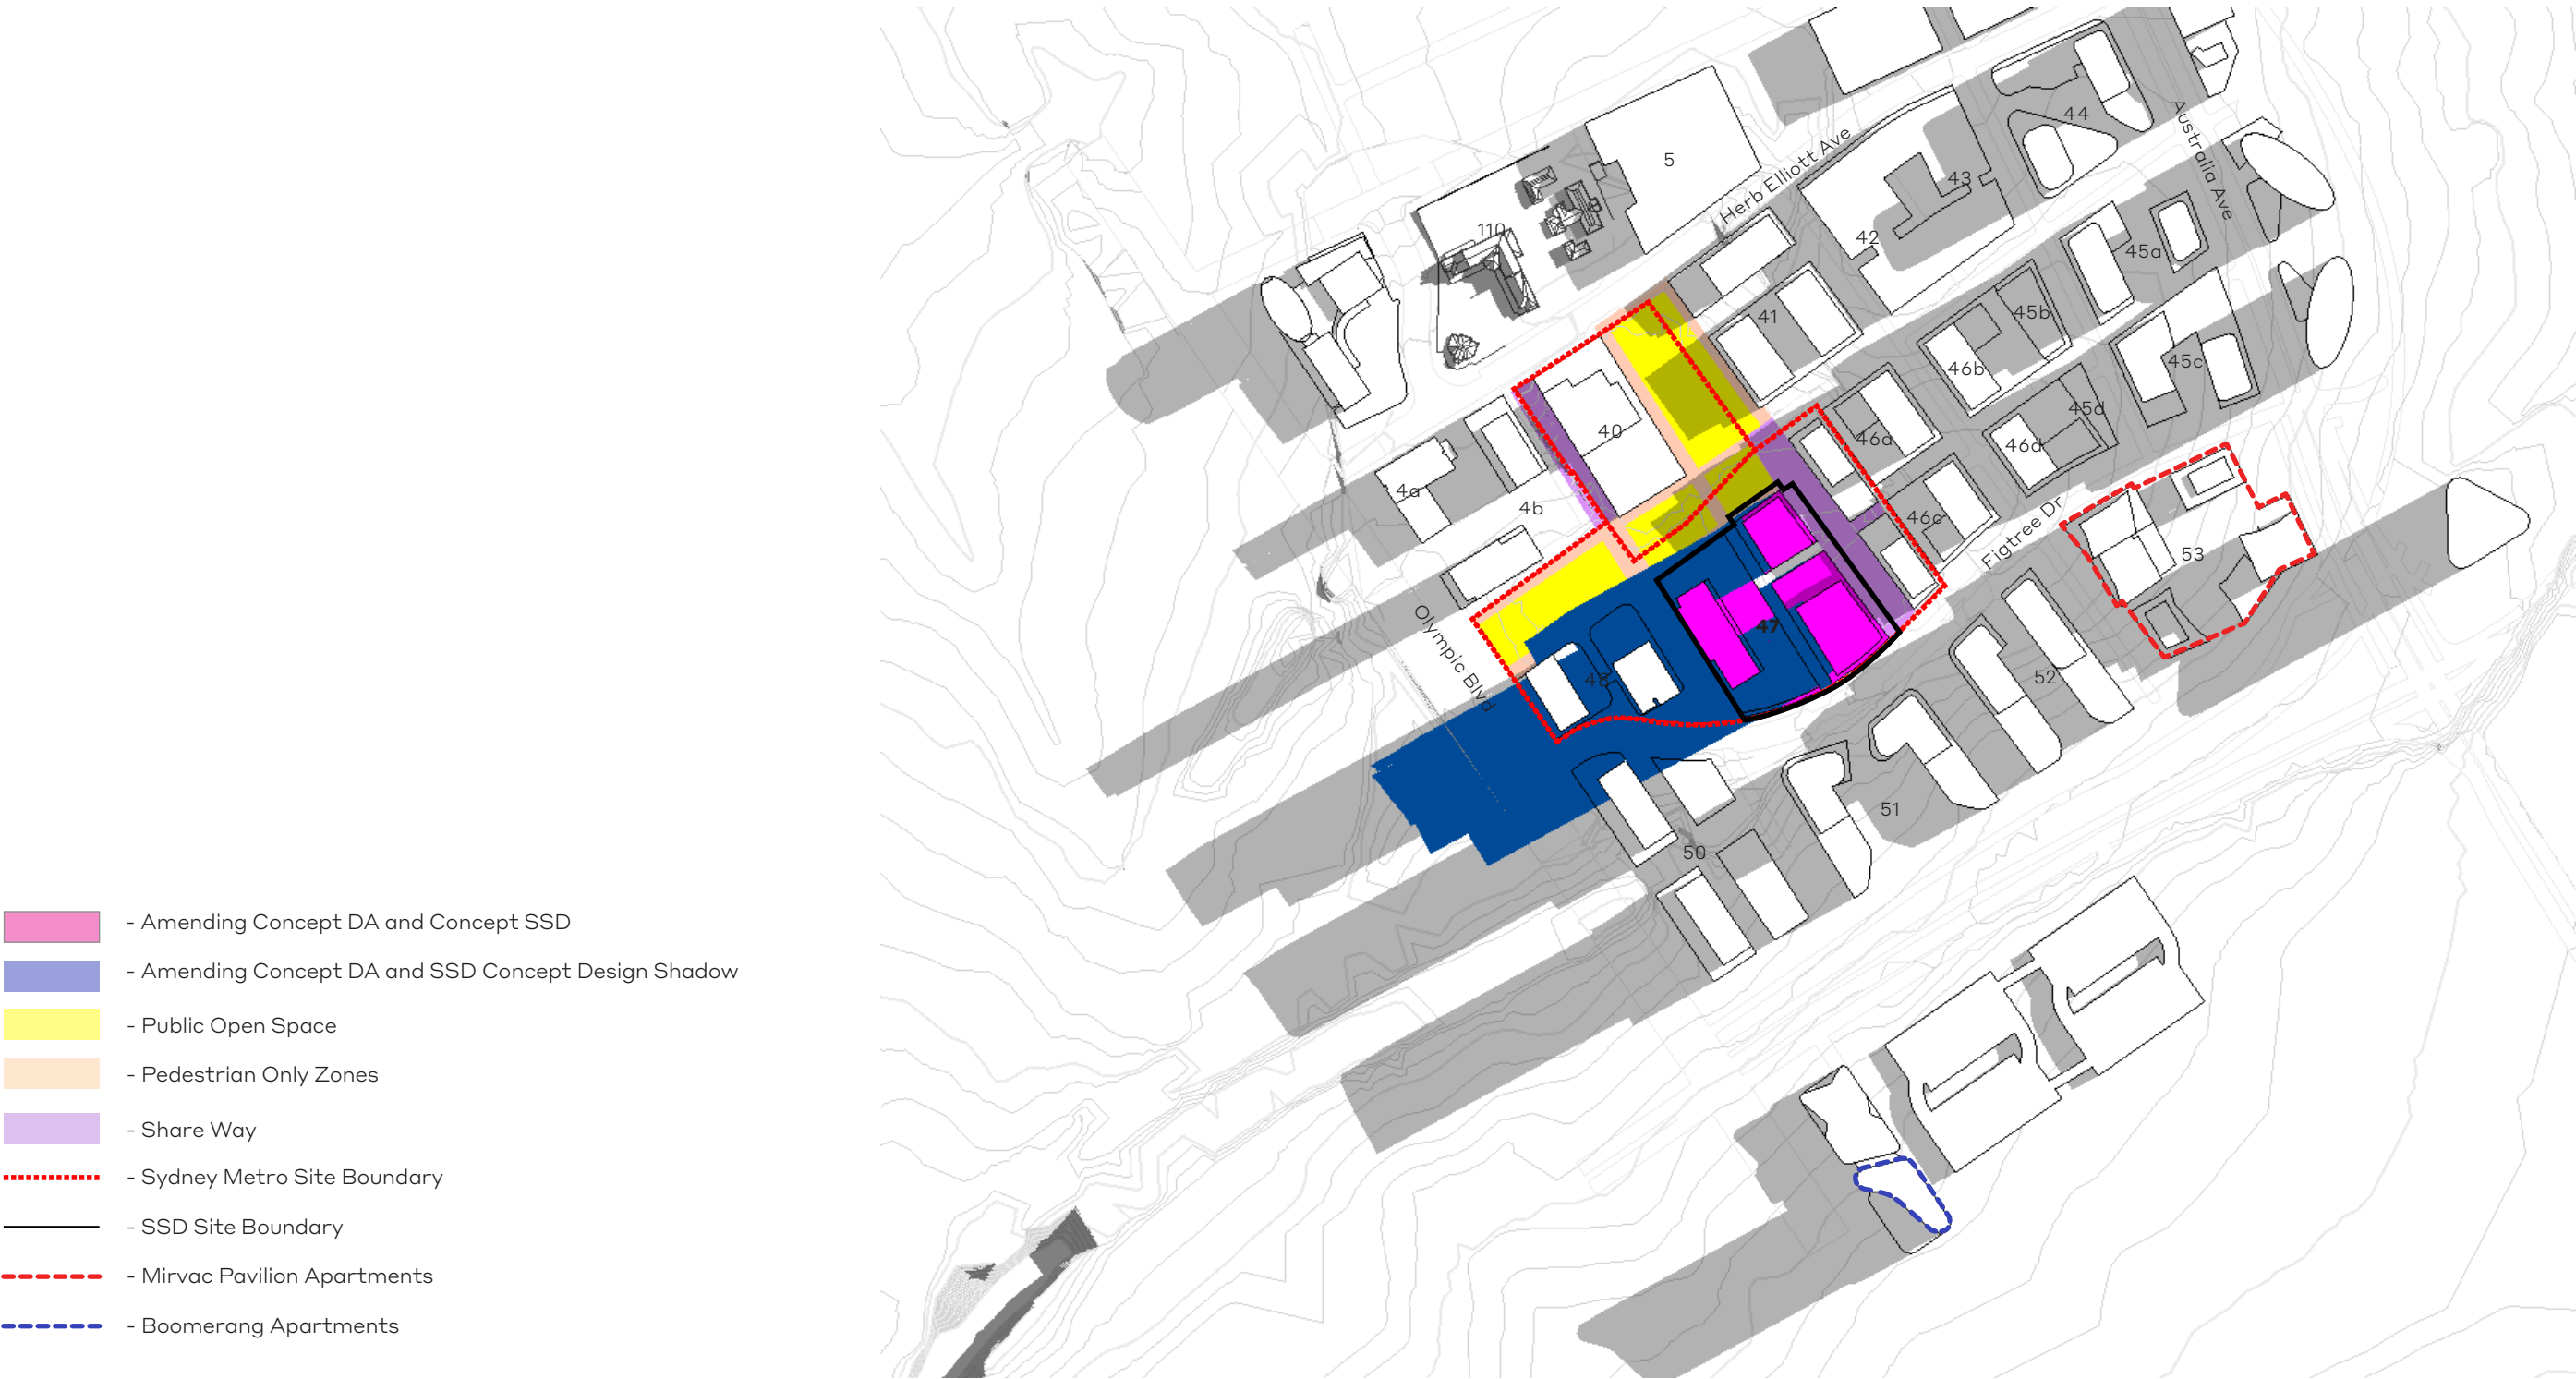 5
Herb Elliott Ave
44
Australia Ave
43
110
42
45a
41
45b
46b
45c
40
45d
46a
46d
4a
4b
46c
Figtree Dr
53
Olympic Blvd
47
48
52
51
50
- Amending Concept DA and Concept SSD
- Amending Concept DA and SSD Concept Design Shadow
- Public Open Space
- Pedestrian Only Zones
- Share Way
- Sydney Metro Site Boundary
- SSD Site Boundary
- Mirvac Pavilion Apartments
- Boomerang Apartments